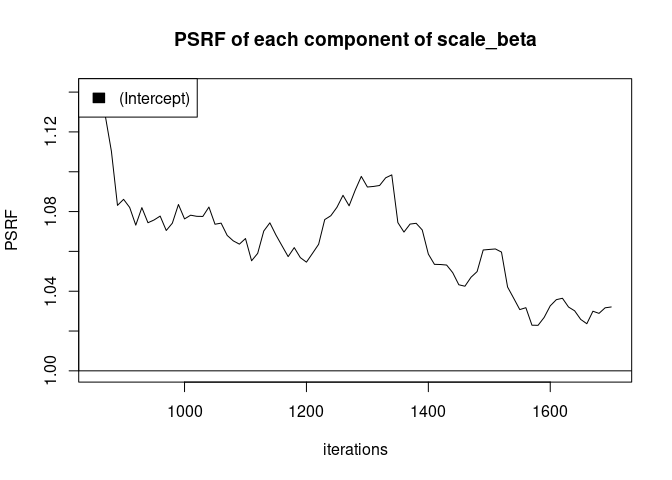 PSRF of each component of scale_beta
(Intercept)
PSRF
1.12
1.08
1.04
1.00
1000 1200 1400 1600
iterations